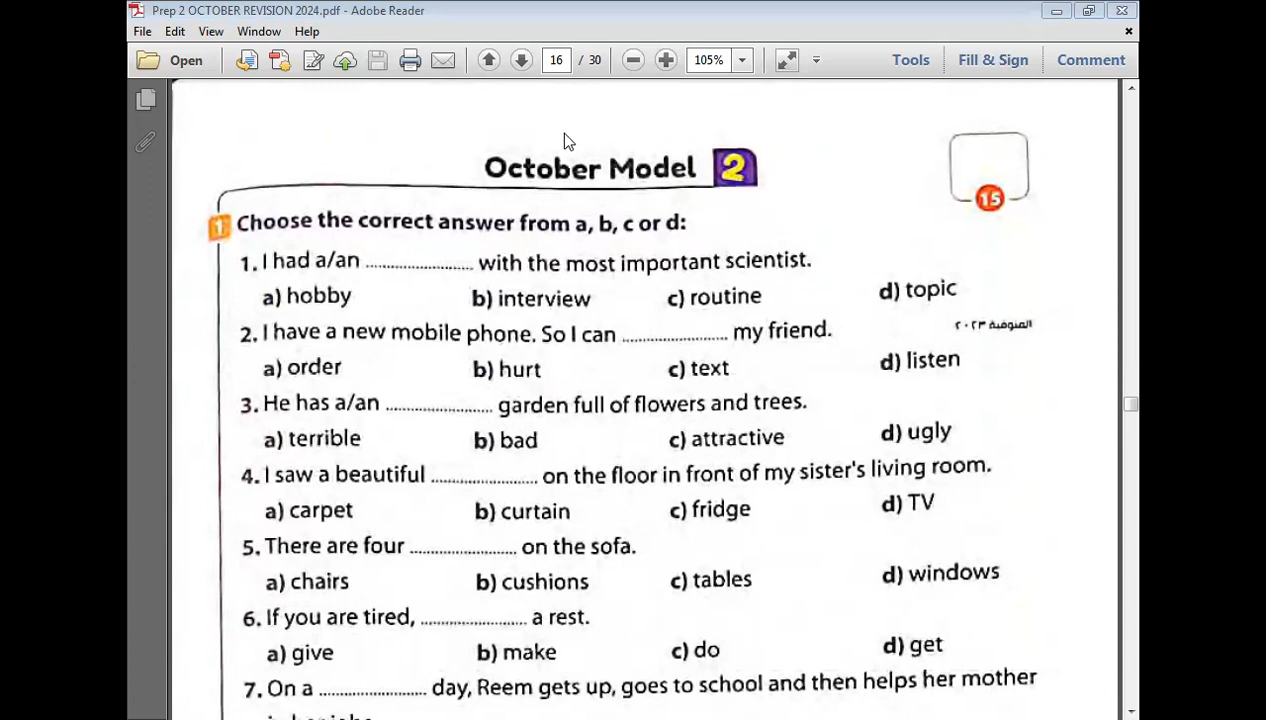 Prep 2 OCTOBER REVISION 2024.pdf - Adobe Reader
File Edit View Window Help
Open 16 / 30 105% Tools Fill & Sign Comment
October Model 2
15
1 Choose the correct answer from a, b, c or d:
1. I had a/an ........................ with the most important scientist.
a) hobby b) interview c) routine d) topic
2. I have a new mobile phone. So I can ........................ my friend. المنوفية ٢٠٢٣
a) order b) hurt c) text d) listen
3. He has a/an ........................ garden full of flowers and trees.
a) terrible b) bad c) attractive d) ugly
4. I saw a beautiful ........................ on the floor in front of my sister's living room.
a) carpet b) curtain c) fridge d) TV
5. There are four ........................ on the sofa.
a) chairs b) cushions c) tables d) windows
6. If you are tired, ........................ a rest.
a) give b) make c) do d) get
7. On a ........................ day, Reem gets up, goes to school and then helps her mother